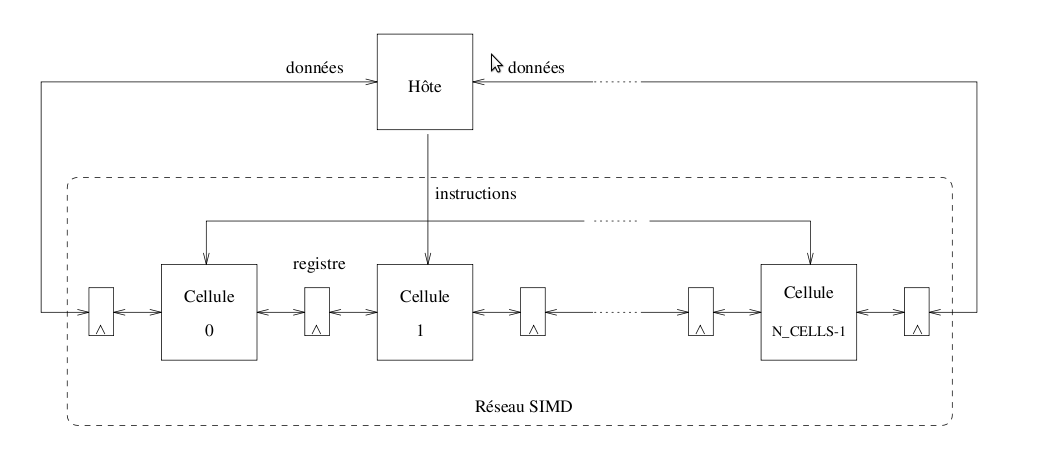 données
Hôte
données
instructions
registre
Cellule
0
Cellule
1
Cellule
N_CELLS-1
Réseau SIMD